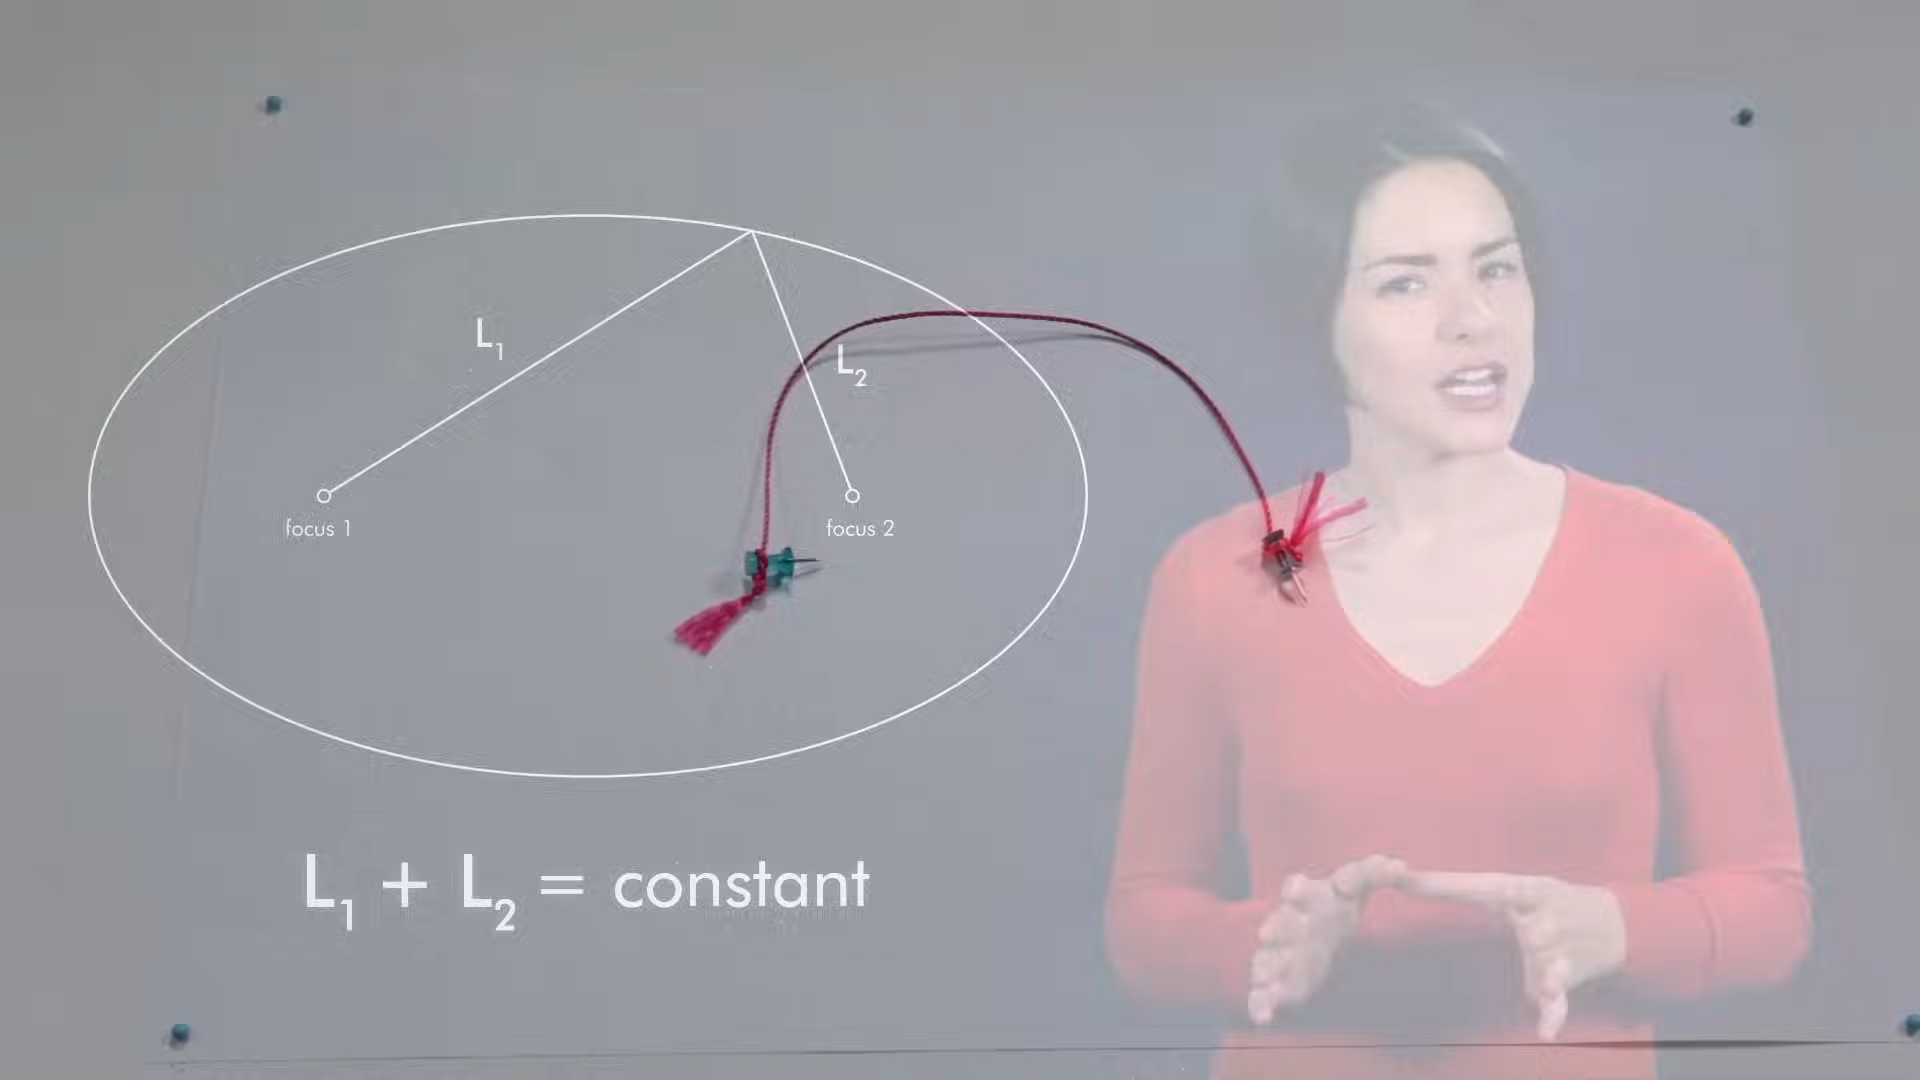 L₁
L₂
focus 1
focus 2
L₁ + L₂ = constant